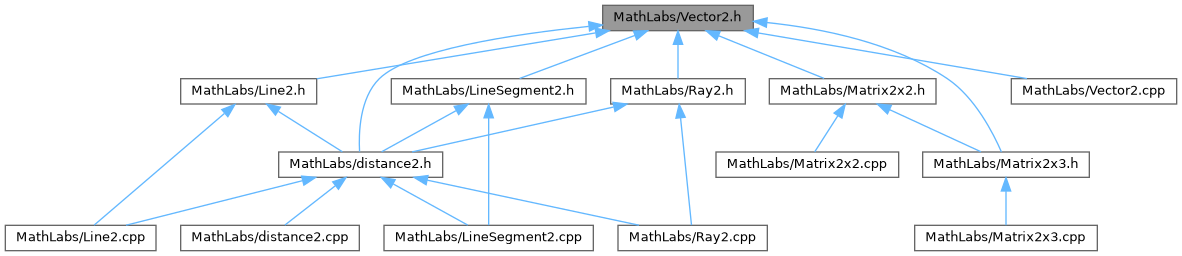 MathLabs/Vector2.h
MathLabs/Line2.h
MathLabs/LineSegment2.h
MathLabs/Ray2.h
MathLabs/Matrix2x2.h
MathLabs/Vector2.cpp
MathLabs/distance2.h
MathLabs/Matrix2x2.cpp
MathLabs/Matrix2x3.h
MathLabs/Line2.cpp
MathLabs/distance2.cpp
MathLabs/LineSegment2.cpp
MathLabs/Ray2.cpp
MathLabs/Matrix2x3.cpp